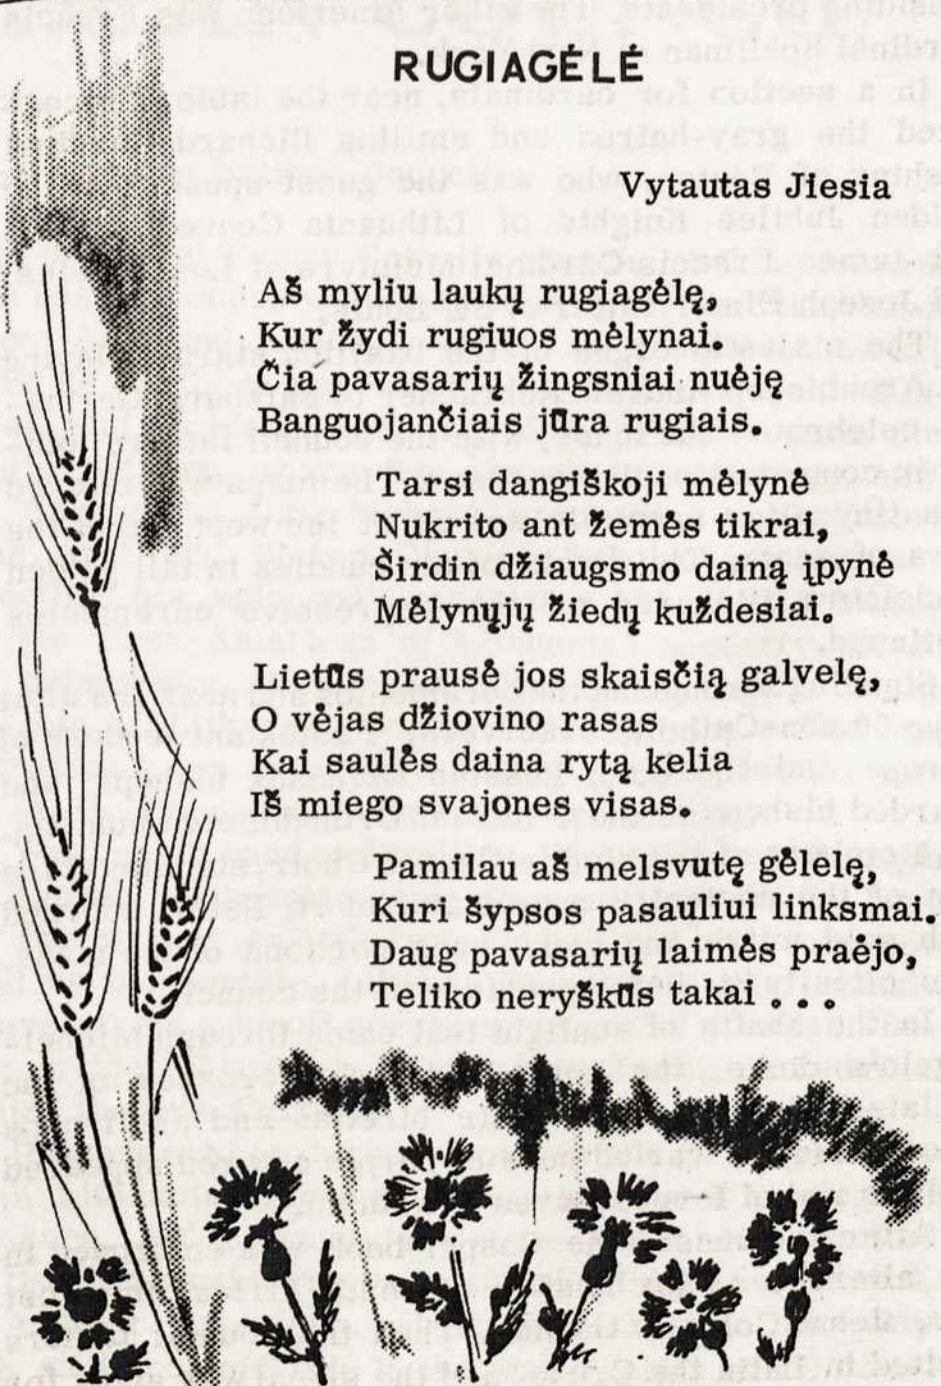 RUGIAGĖLĖ
Vytautas Jiesia
Aš myliu laukų rugiagėlę,
Kur žydi rugiuos mėlynai.
Čia pavasarių žingsniai nuėję
Banguojančiais jūra rugiais.
Tarsi dangiškoji mėlynė
Nukrito ant žemės tikrai,
Širdin džiaugsmo dainą įpynė
Mėlynųjų žiedų kuždesiai.
Lietūs prausė jos skaisčią galvelę,
O vėjas džiovino rasas
Kai saulės daina rytą kelia
Iš miego svajones visas.
Pamilau aš melsvutę gėlelę,
Kuri šypsos pasauliui linksmai.
Daug pavasarių laimės praėjo,
Teliko neryškūs takai . . .